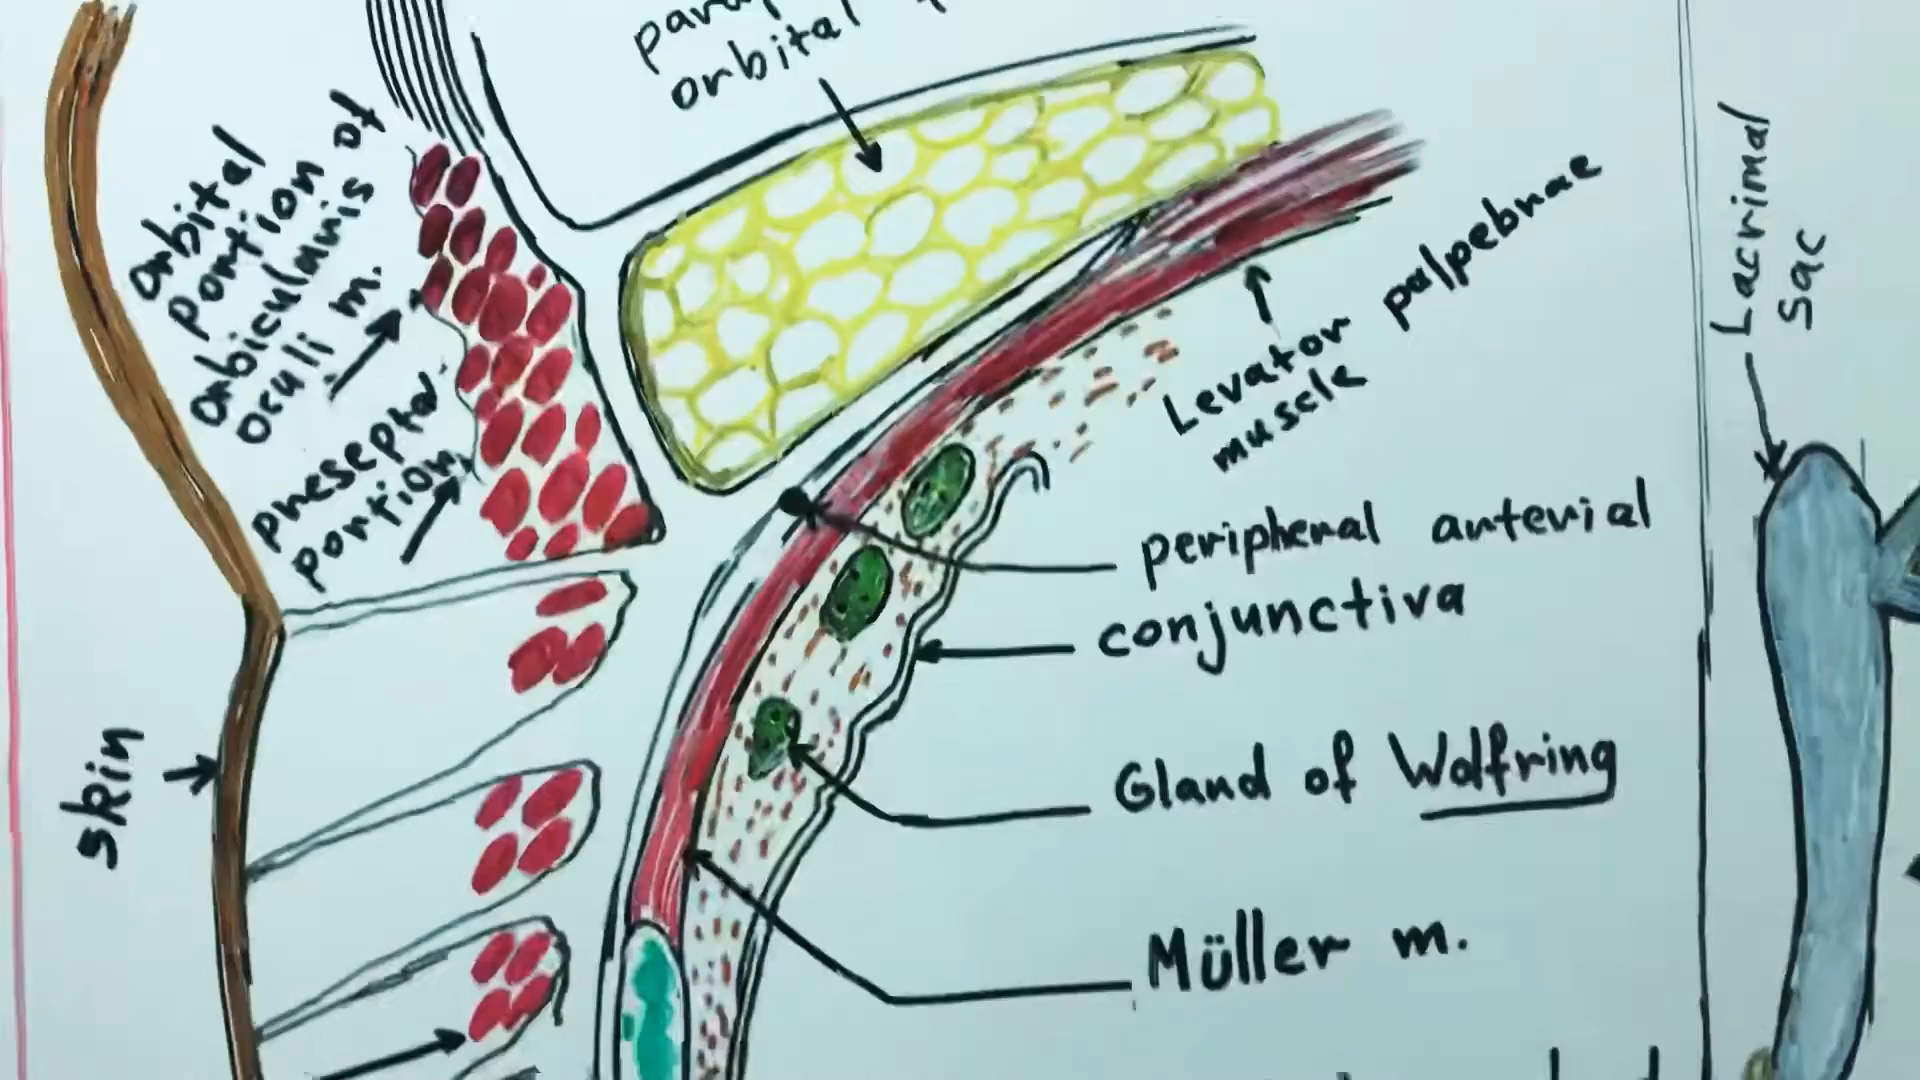 orbital
orbital
portion of
orbicularis
oculi m.
preseptal
portion
skin
Levator palpebrae
muscle
peripheral arterial
conjunctiva
Gland of Wolfring
Müller m.
Lacrimal
sac